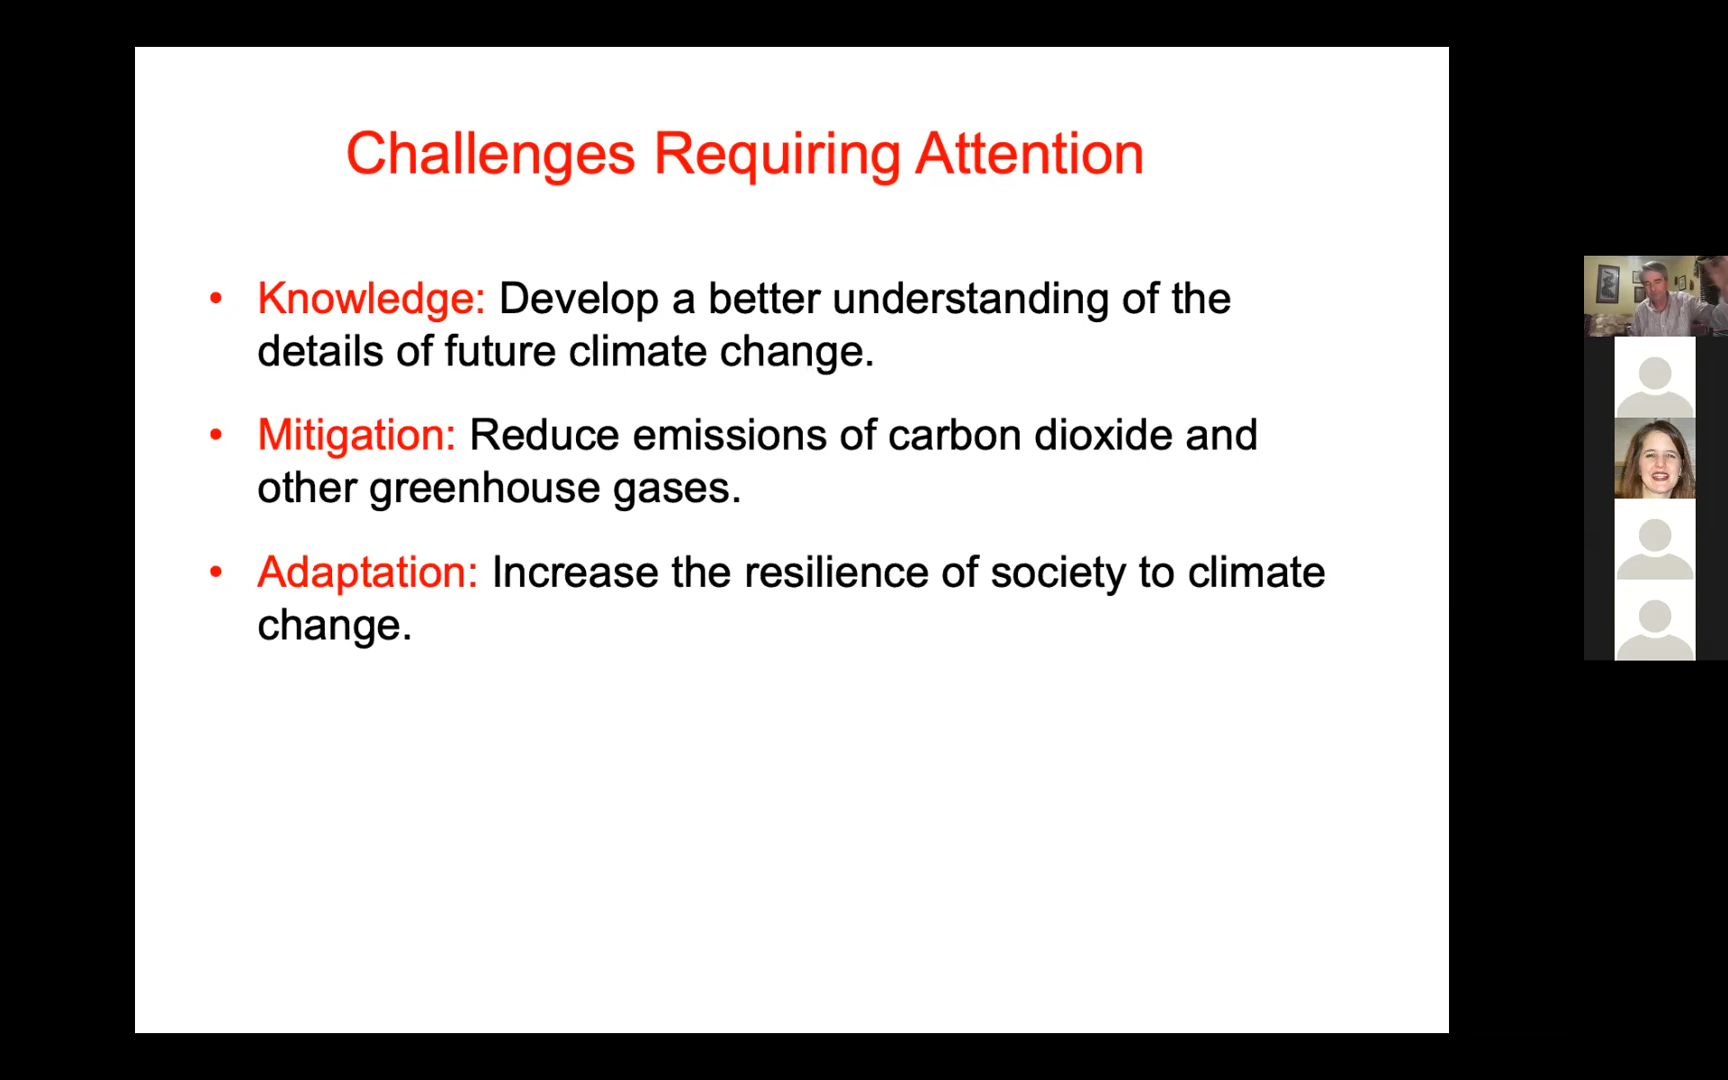 Challenges Requiring Attention
• Knowledge: Develop a better understanding of the
details of future climate change.
• Mitigation: Reduce emissions of carbon dioxide and
other greenhouse gases.
• Adaptation: Increase the resilience of society to climate
change.